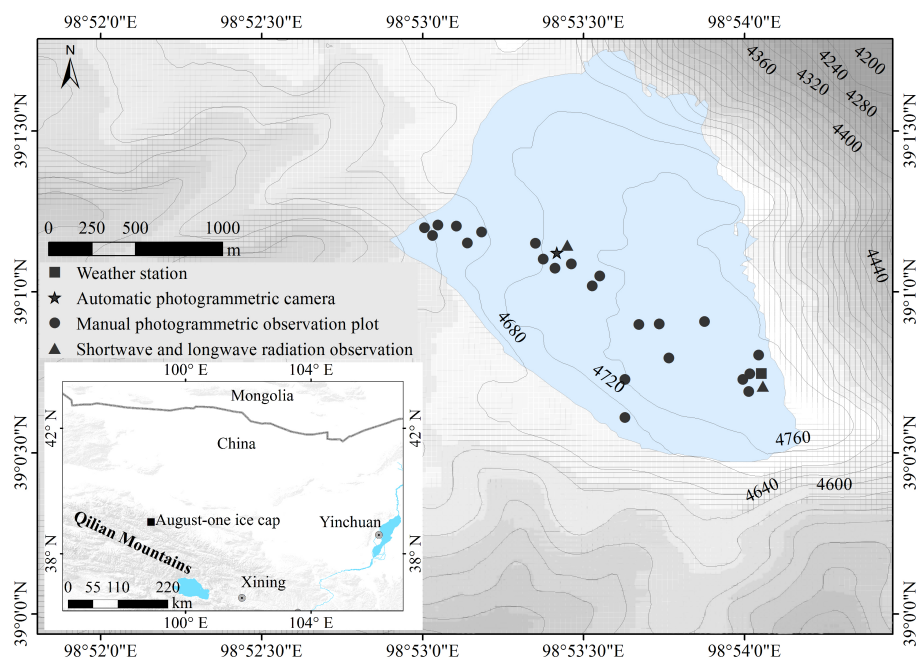 98°52'0"E 98°52'30"E 98°53'0"E 98°53'30"E 98°54'0"E
N
4360
4240
4200
4320
4280
4400
39°1'30"N
39°1'30"N
0 250 500 1000
m
4440
Weather station
39°1'0"N
39°1'0"N
Automatic photogrammetric camera
Manual photogrammetric observation plot
4680
Shortwave and longwave radiation observation
100° E 104° E
4720
Mongolia
42° N
42° N
China
4760
39°0'30"N
39°0'30"N
4640
4600
August-one ice cap
Yinchuan
Qilian Mountains
38° N
38° N
Xining
0 55 110 220
km
100° E 104° E
39°0'0"N
39°0'0"N
98°52'0"E 98°52'30"E 98°53'0"E 98°53'30"E 98°54'0"E